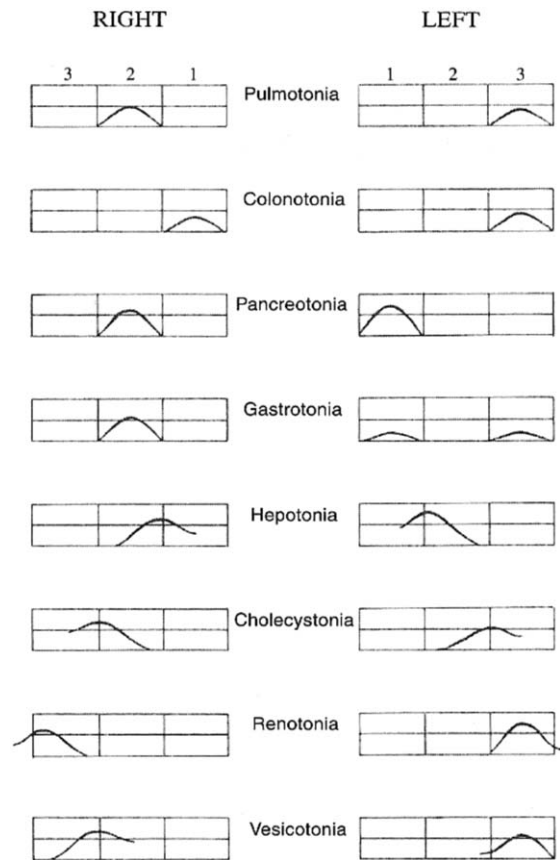 RIGHT LEFT
3 2 1 1 2 3
Pulmotonia
Colonotonia
Pancreotonia
Gastrotonia
Hepotonia
Cholecystonia
Renotonia
Vesicotonia